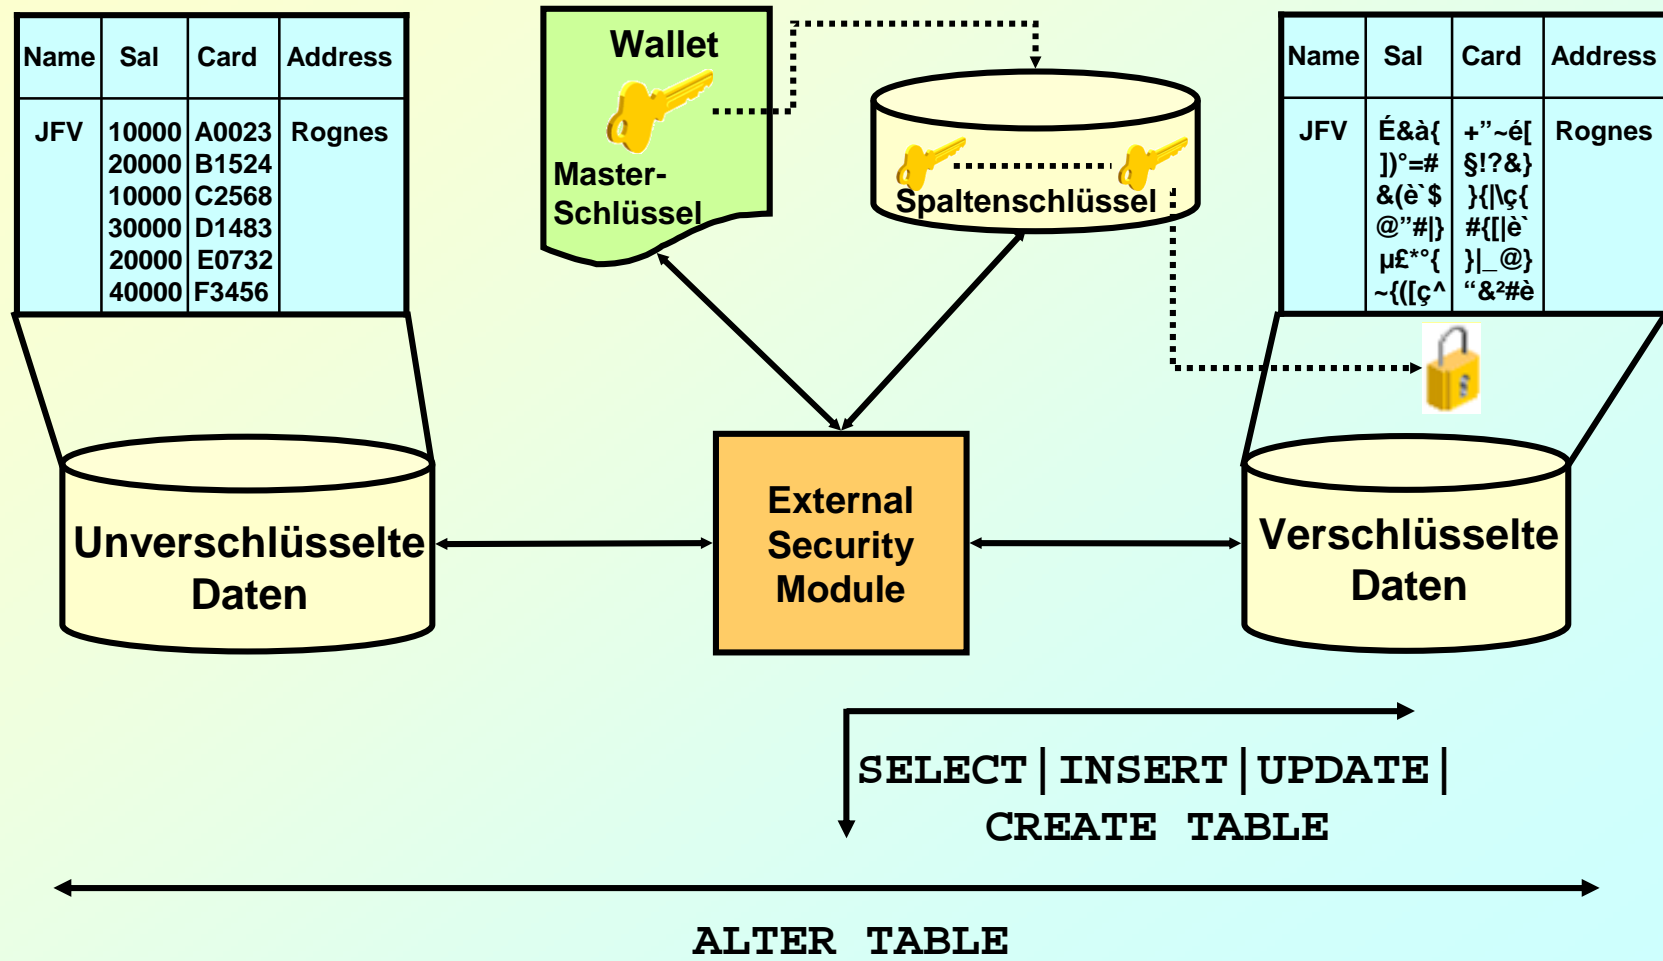 Name Sal Card Address
JFV 10000 A0023 Rognes
20000 B1524
10000 C2568
30000 D1483
20000 E0732
40000 F3456
Wallet
Master-
Schlüssel
Spaltenschlüssel
Name Sal Card Address
JFV É&à{ +”~é[ Rognes
])°=# §!?&}
&(è`$ }{|\ç{
@”#|} #{[|è`
µ£*°{ }|_@}
~{([ç^ “&²#è
Unverschlüsselte
Daten
External
Security
Module
Verschlüsselte
Daten
SELECT|INSERT|UPDATE|
CREATE TABLE
ALTER TABLE